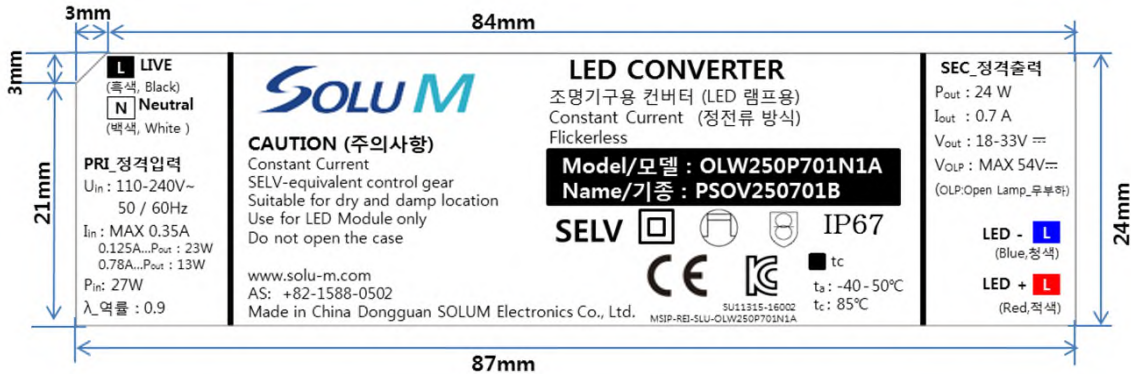 3mm
84mm
3mm
21mm
L LIVE
(흑색, Black)
N Neutral
(백색, White )
PRI_정격입력
Uin : 110-240V~
50 / 60Hz
Iin : MAX 0.35A
0.125A...Pout : 23W
0.78A...Pout : 13W
Pin: 27W
λ_역률 : 0.9
SOLU M
CAUTION (주의사항)
Constant Current
SELV-equivalent control gear
Suitable for dry and damp location
Use for LED Module only
Do not open the case
www.solu-m.com
AS: +82-1588-0502
Made in China Dongguan SOLUM Electronics Co., Ltd.
LED CONVERTER
조명기구용 컨버터 (LED 램프용)
Constant Current (정전류 방식)
Flickerless
Model/모델 : OLW250P701N1A
Name/기종 : PSOV250701B
SELV IP67
CE KC
SU11315-16002
MSIP-REI-SLU-OLW250P701N1A
tc
ta : -40 - 50℃
tc : 85℃
SEC_정격출력
Pout : 24 W
Iout : 0.7 A
Vout : 18-33V ⎓
VOLP : MAX 54V⎓
(OLP:Open Lamp_무부하)
LED - L
(Blue,청색)
LED + L
(Red,적색)
24mm
87mm